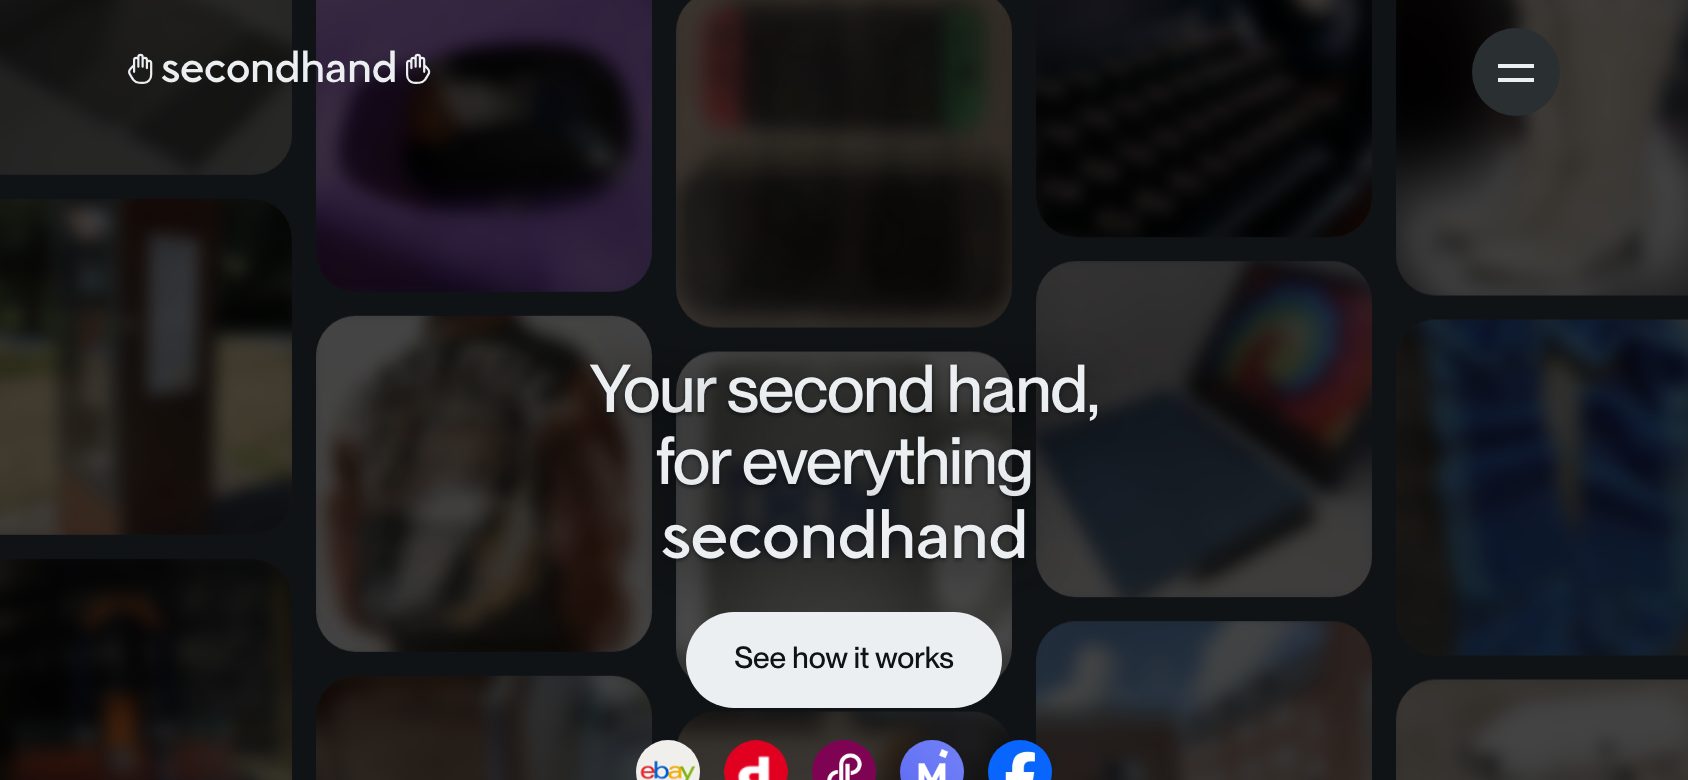 secondhand
Your second hand,
for everything
secondhand
See how it works
ebay
d
M
f